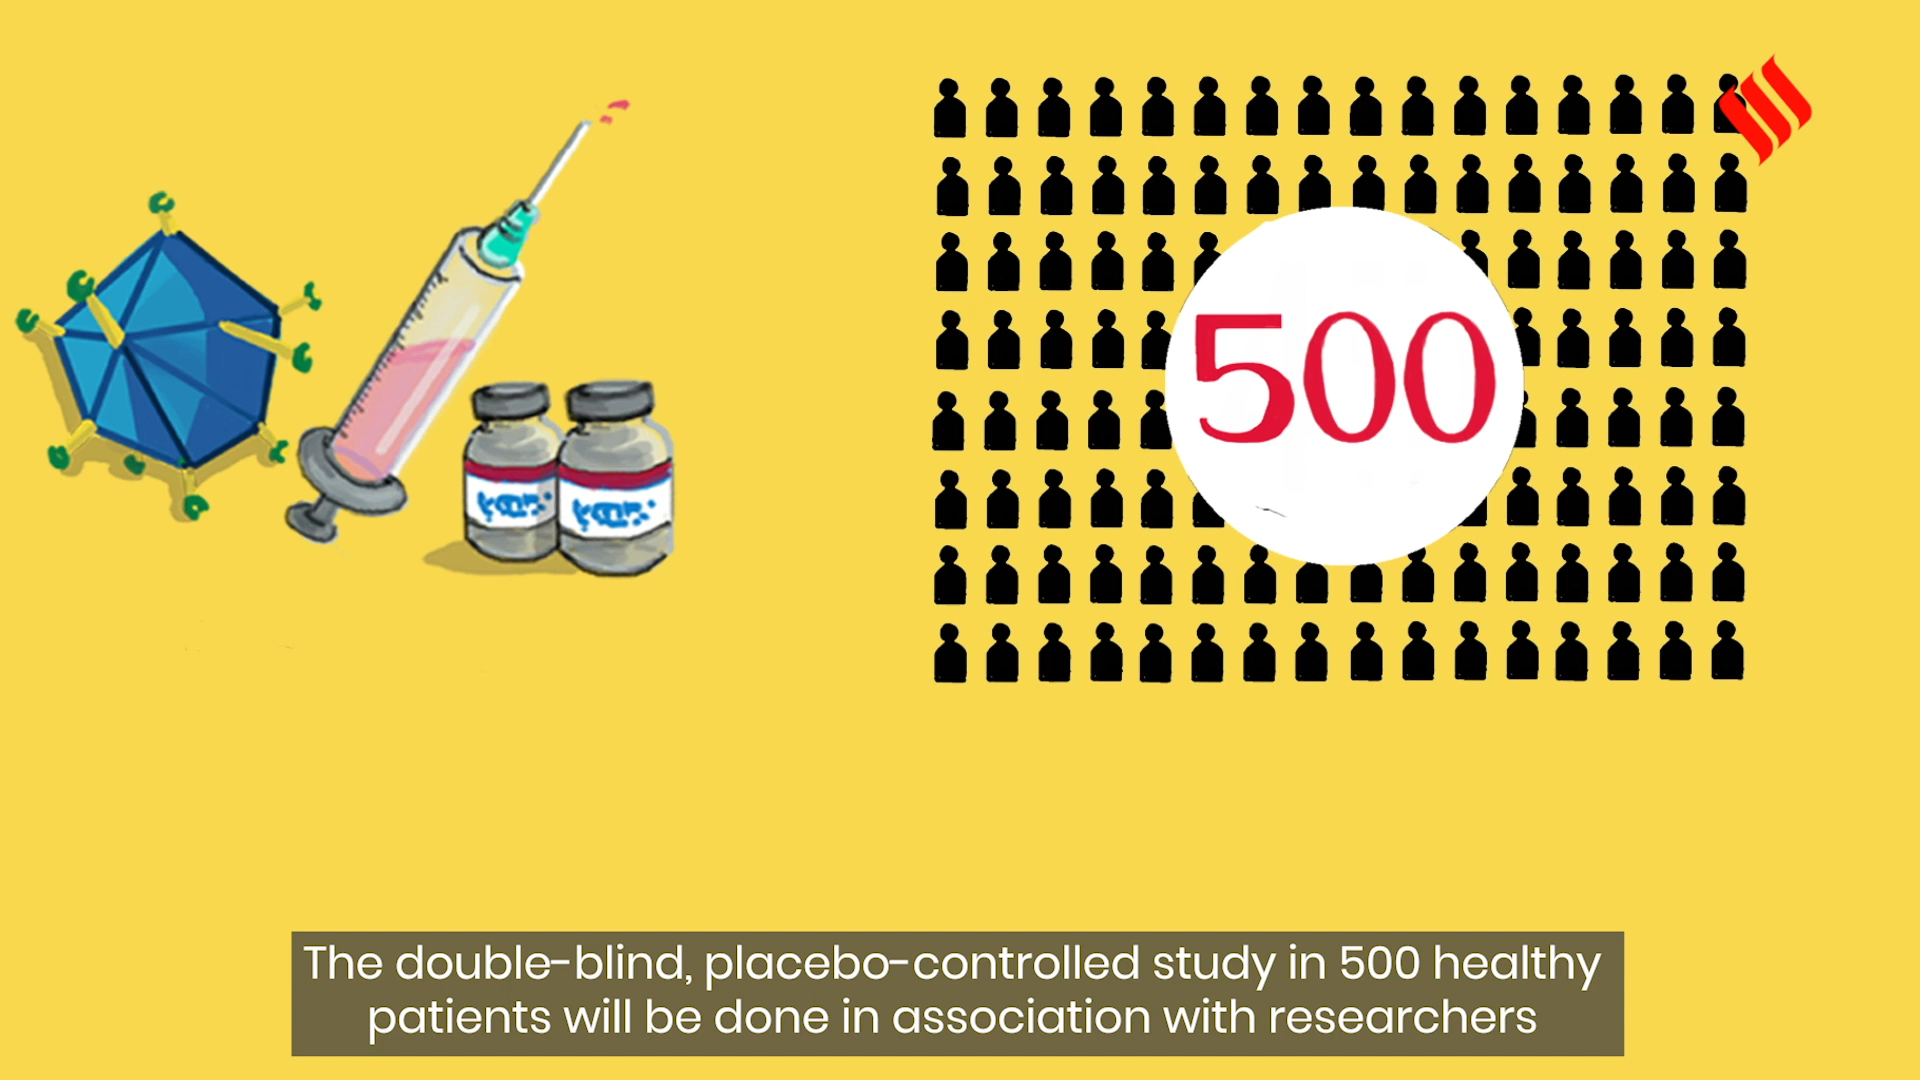 500
The double-blind, placebo-controlled study in 500 healthy
patients will be done in association with researchers